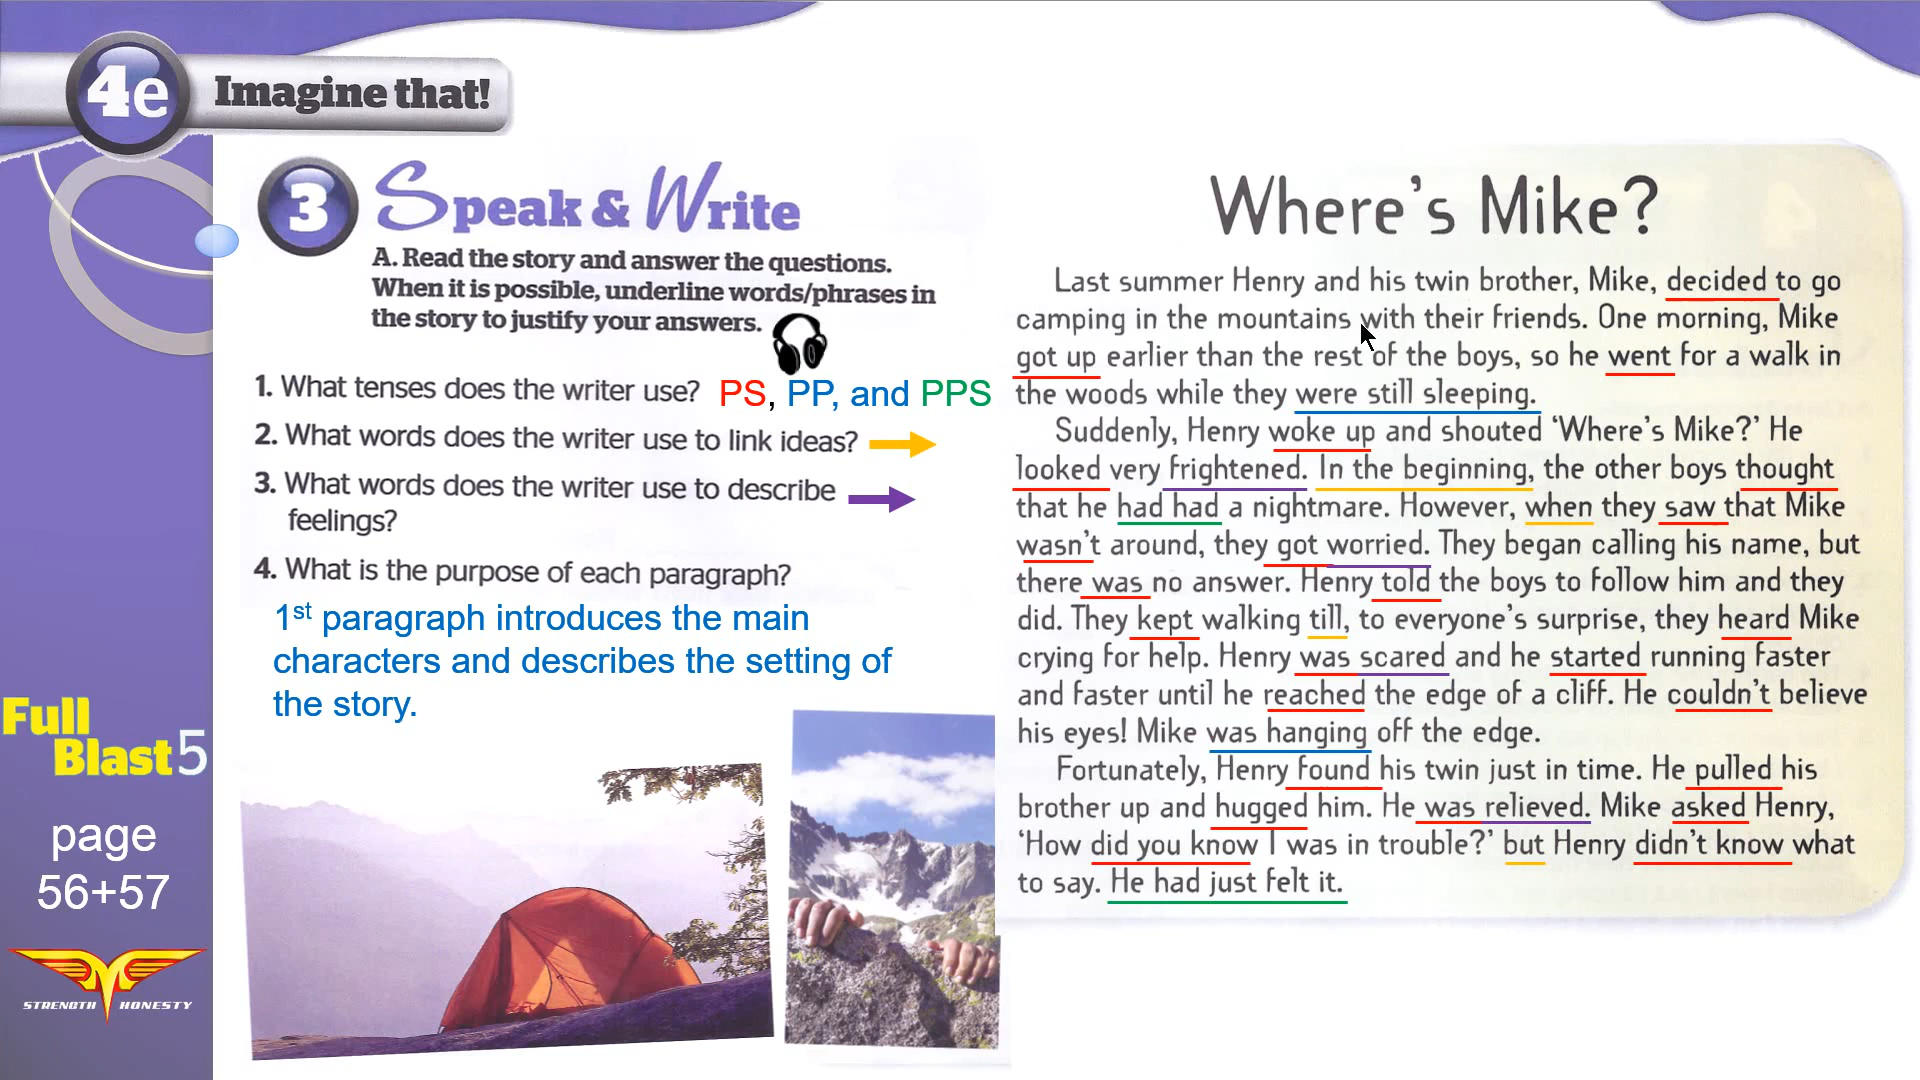 4e Imagine that!
3 Speak & Write
A. Read the story and answer the questions.
When it is possible, underline words/phrases in
the story to justify your answers.
1. What tenses does the writer use? PS, PP, and PPS
2. What words does the writer use to link ideas?
3. What words does the writer use to describe
feelings?
4. What is the purpose of each paragraph?
1st paragraph introduces the main
characters and describes the setting of
the story.
Full
Blast 5
page
56+57
STRENGTH HONESTY
Where's Mike?
Last summer Henry and his twin brother, Mike, decided to go
camping in the mountains with their friends. One morning, Mike
got up earlier than the rest of the boys, so he went for a walk in
the woods while they were still sleeping.
Suddenly, Henry woke up and shouted 'Where's Mike?' He
looked very frightened. In the beginning, the other boys thought
that he had had a nightmare. However, when they saw that Mike
wasn't around, they got worried. They began calling his name, but
there was no answer. Henry told the boys to follow him and they
did. They kept walking till, to everyone's surprise, they heard Mike
crying for help. Henry was scared and he started running faster
and faster until he reached the edge of a cliff. He couldn't believe
his eyes! Mike was hanging off the edge.
Fortunately, Henry found his twin just in time. He pulled his
brother up and hugged him. He was relieved. Mike asked Henry,
'How did you know I was in trouble?' but Henry didn't know what
to say. He had just felt it.